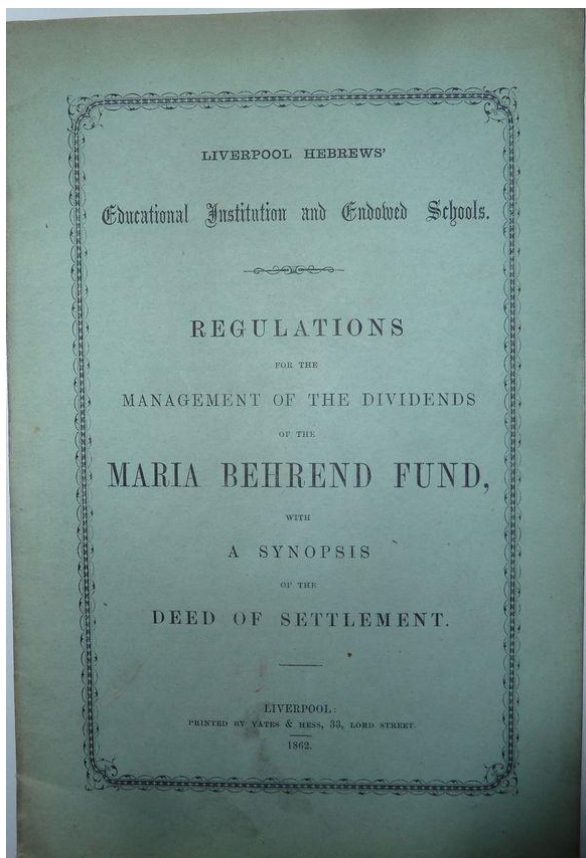 LIVERPOOL HEBREWS'
Educational Institution and Endowed Schools.
REGULATIONS
FOR THE
MANAGEMENT OF THE DIVIDENDS
OF THE
MARIA BEHREND FUND,
WITH
A SYNOPSIS
OF THE
DEED OF SETTLEMENT.
LIVERPOOL:
PRINTED BY YATES & HESS, 33, LORD STREET.
1862.